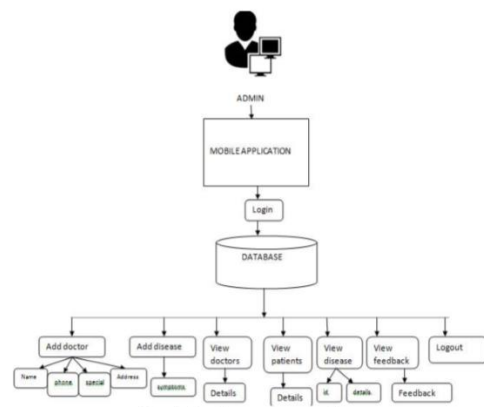 ADMIN
MOBILE APPLICATION
Login
DATABASE
Add doctor
Add disease
View
doctors
View
patients
View
disease
View
feedback
Logout
Name
phone
special
Address
symptoms
Details
Details
id.
details.
Feedback